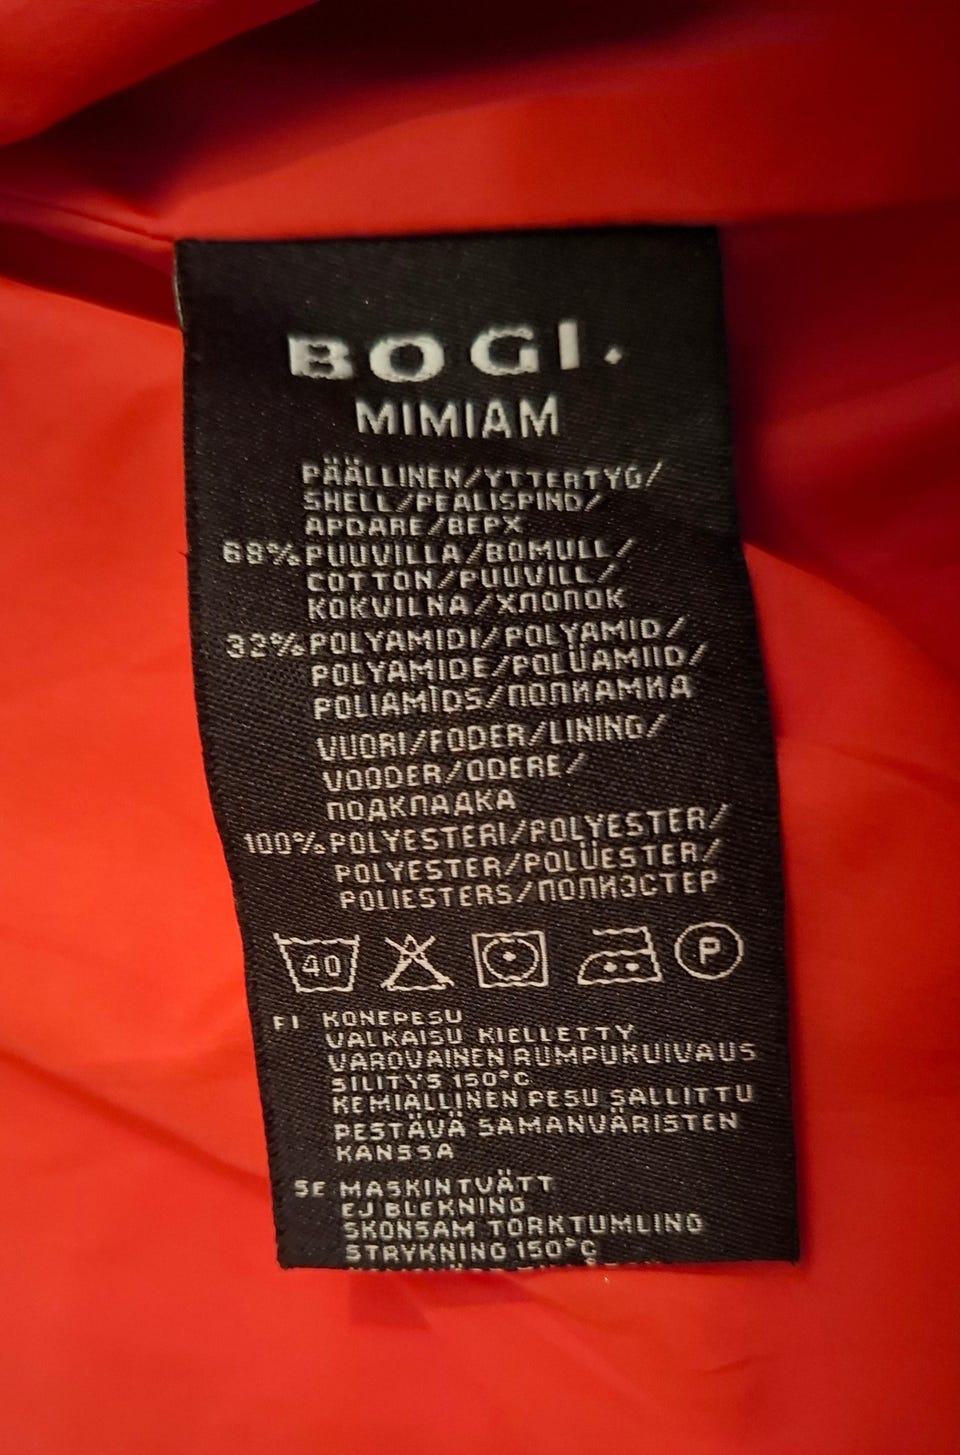 BOGI.
MIMIAM
PÄÄLLINEN/YTTERTYG/
SHELL/PEALISPIND/
APDARE/ВЕРХ
68% PUUVILLA/BOMULL/
COTTON/PUUVILL/
KOKVILNA/ХЛОПОК
32% POLYAMIDI/POLYAMID/
POLYAMIDE/POLÜAMIID/
POLIAMĪDS/ПОЛИАМИД
VUORI/FODER/LINING/
VOODER/ODERE/
ПОДКЛАДКА
100% POLYESTERI/POLYESTER/
POLYESTER/POLÜESTER/
POLIESTERS/ПОЛИЭСТЕР
40 P
FI KONEPESU
VALKAISU KIELLETTY
VAROVAINEN RUMPUKUIVAUS
SILITYS 150°C
KEMIALLINEN PESU SALLITTU
PESTÄVÄ SAMANVÄRISTEN
KANSSA
SE MASKINTVÄTT
EJ BLEKNING
SKONSAM TORKTUMLING
STRYKNING 150°C